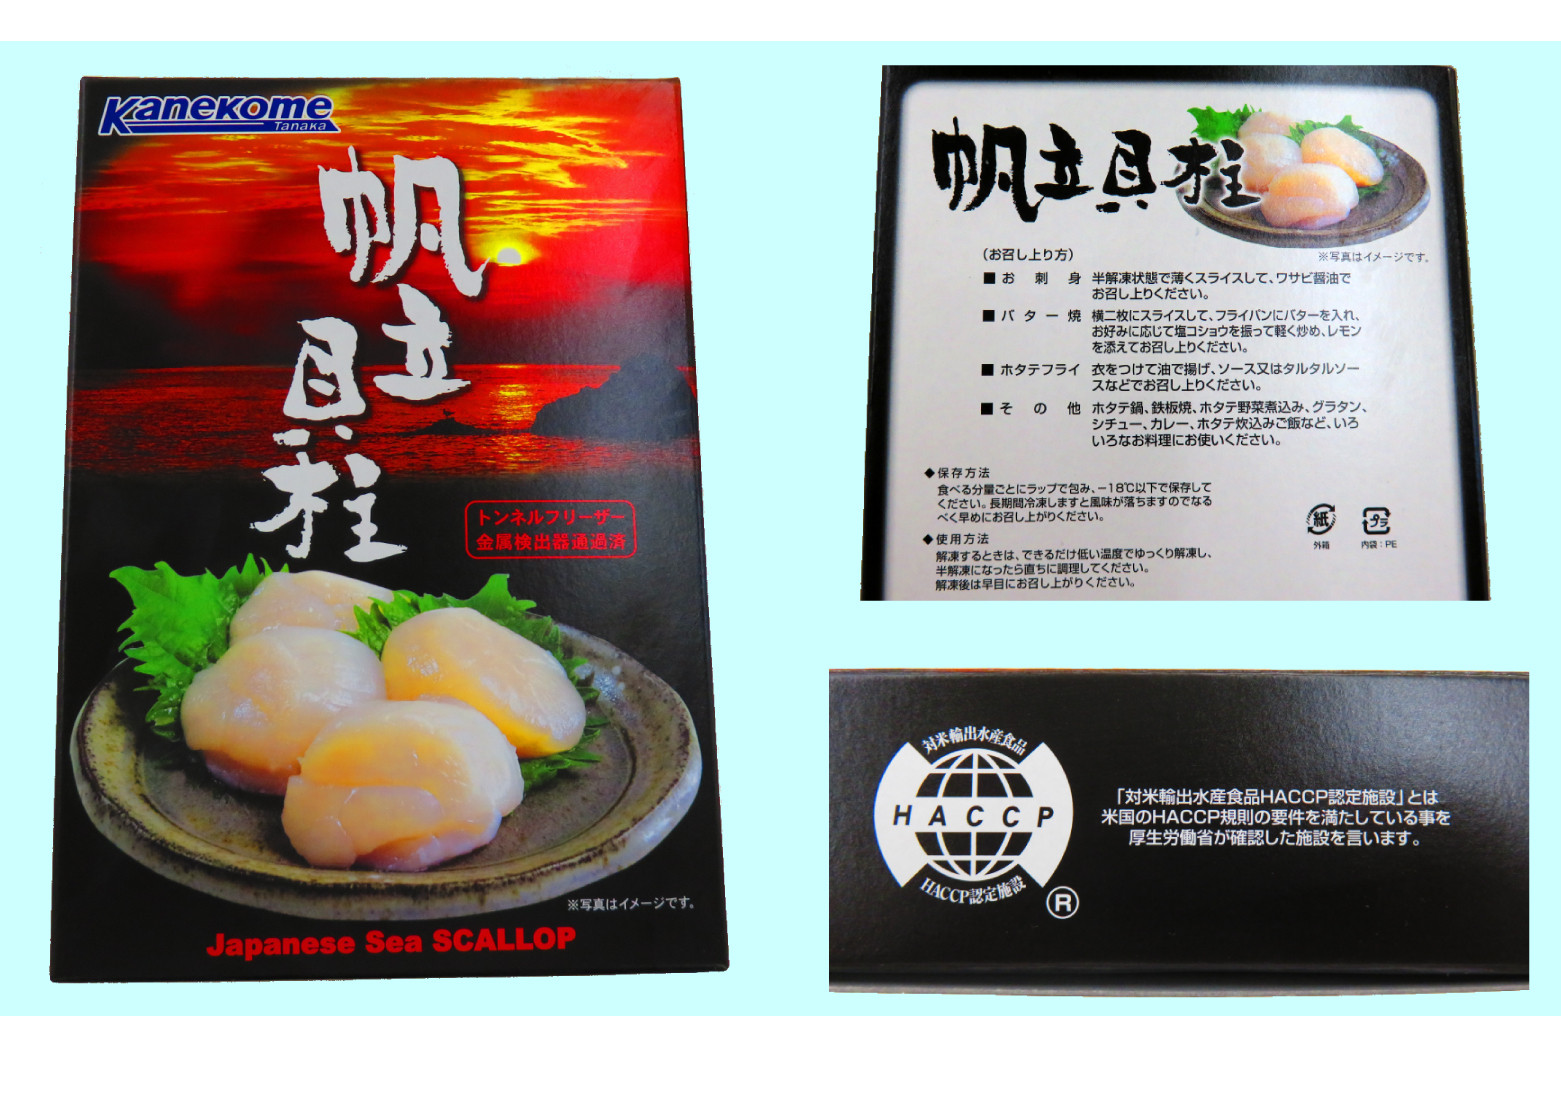 Kanekome
Tanaka
帆立貝柱
トンネルフリーザー
金属検出器通過済
※写真はイメージです。
Japanese Sea SCALLOP
帆立貝柱
※写真はイメージです。
（お召し上り方）
■お刺身 半解凍状態で薄くスライスして、ワサビ醤油で
お召し上りください。
■バター焼 横二枚にスライスして、フライパンにバターを入れ、
お好みに応じて塩コショウを振って軽く炒め、レモン
を添えてお召し上りください。
■ホタテフライ 衣をつけて油で揚げ、ソース又はタルタルソー
スなどでお召し上りください。
■その他 ホタテ鍋、鉄板焼、ホタテ野菜煮込み、グラタン、
シチュー、カレー、ホタテ炊込みご飯など、いろ
いろなお料理にお使いください。
◆保存方法
食べる分量ごとにラップで包み、－18℃以下で保存して
ください。長期間冷凍しますと風味が落ちますのでなる
べく早めにお召し上がりください。
◆使用方法
解凍するときは、できるだけ低い温度でゆっくり解凍し、
半解凍になったら直ちに調理してください。
解凍後は早目にお召し上がりください。
紙
外箱
プラ
内袋：PE
対米輸出水産食品
HACCP
HACCP認定施設
®
「対米輸出水産食品HACCP認定施設」とは
米国のHACCP規則の要件を満たしている事を
厚生労働省が確認した施設を言います。